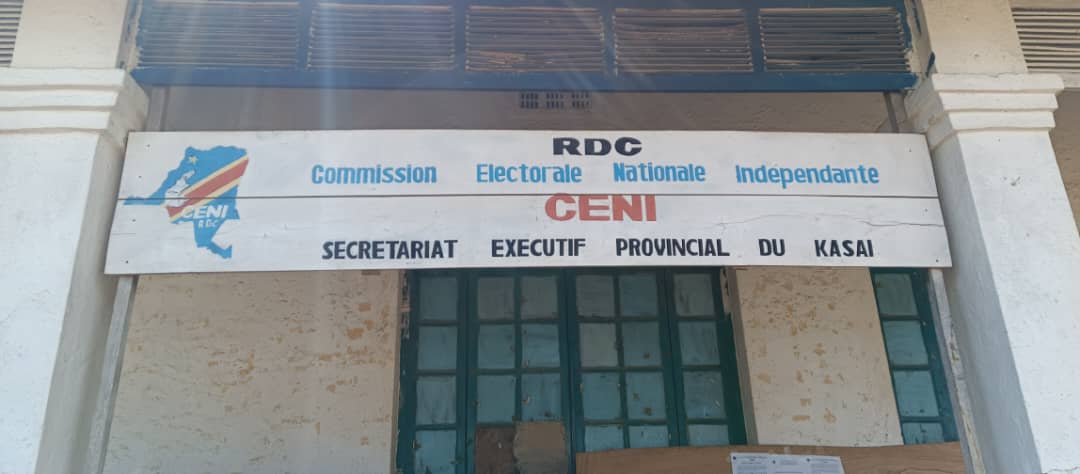 RDC
Commission Electorale Nationale Indépendante
CENI
RDC
CENI
SECRETARIAT EXECUTIF PROVINCIAL DU KASAI